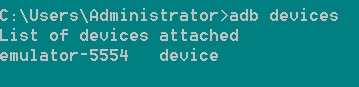 C:\Users\Administrator>adb devices
List of devices attached
emulator-5554   device